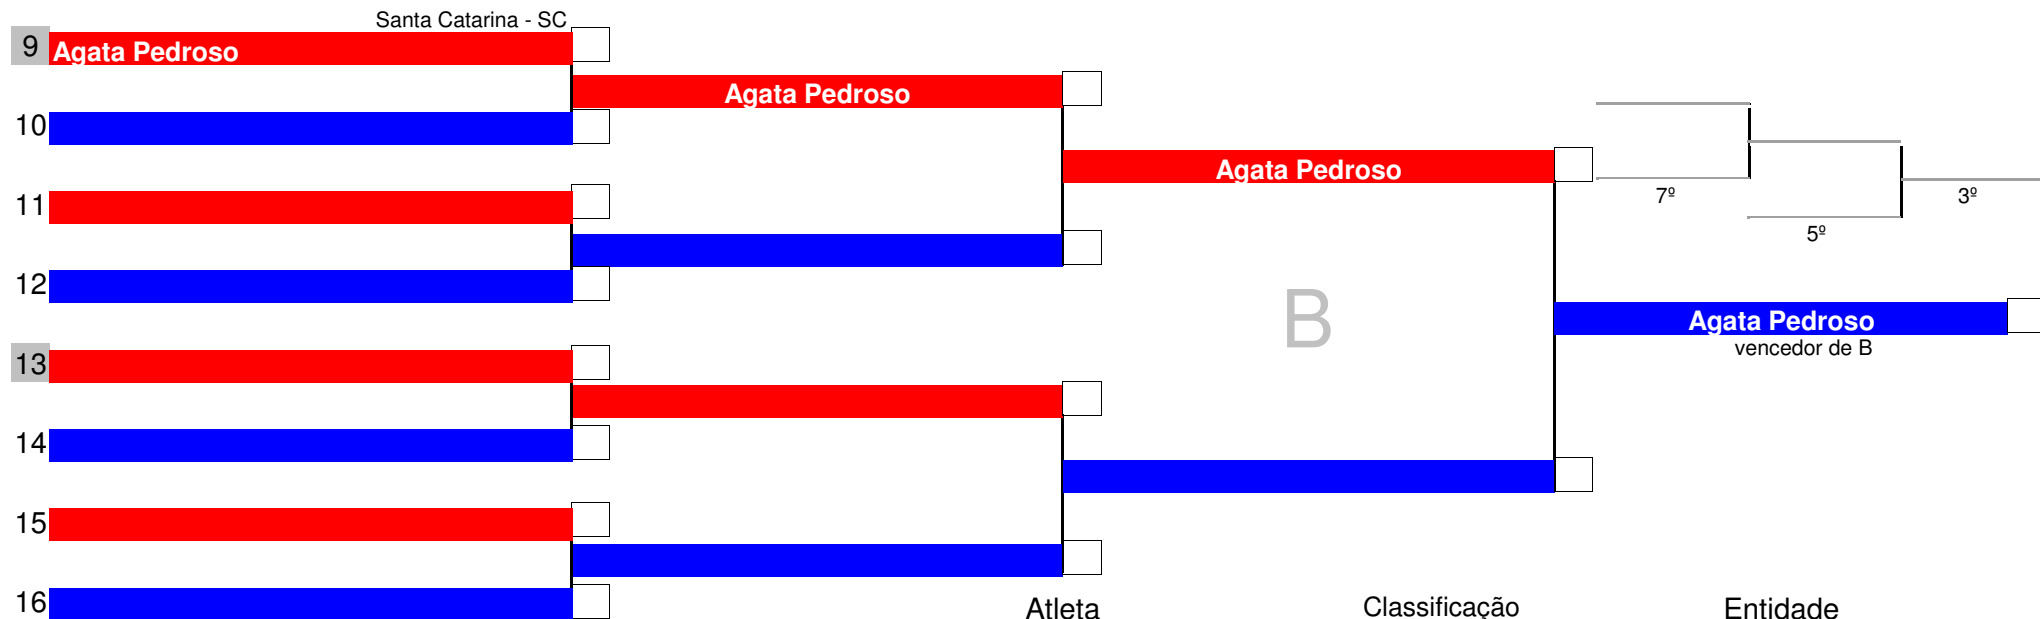 Santa Catarina - SC
9 Agata Pedroso
Agata Pedroso
10
Agata Pedroso
7º
3º
11
5º
12
B
Agata Pedroso
vencedor de B
13
14
15
16
Atleta Classificação Entidade